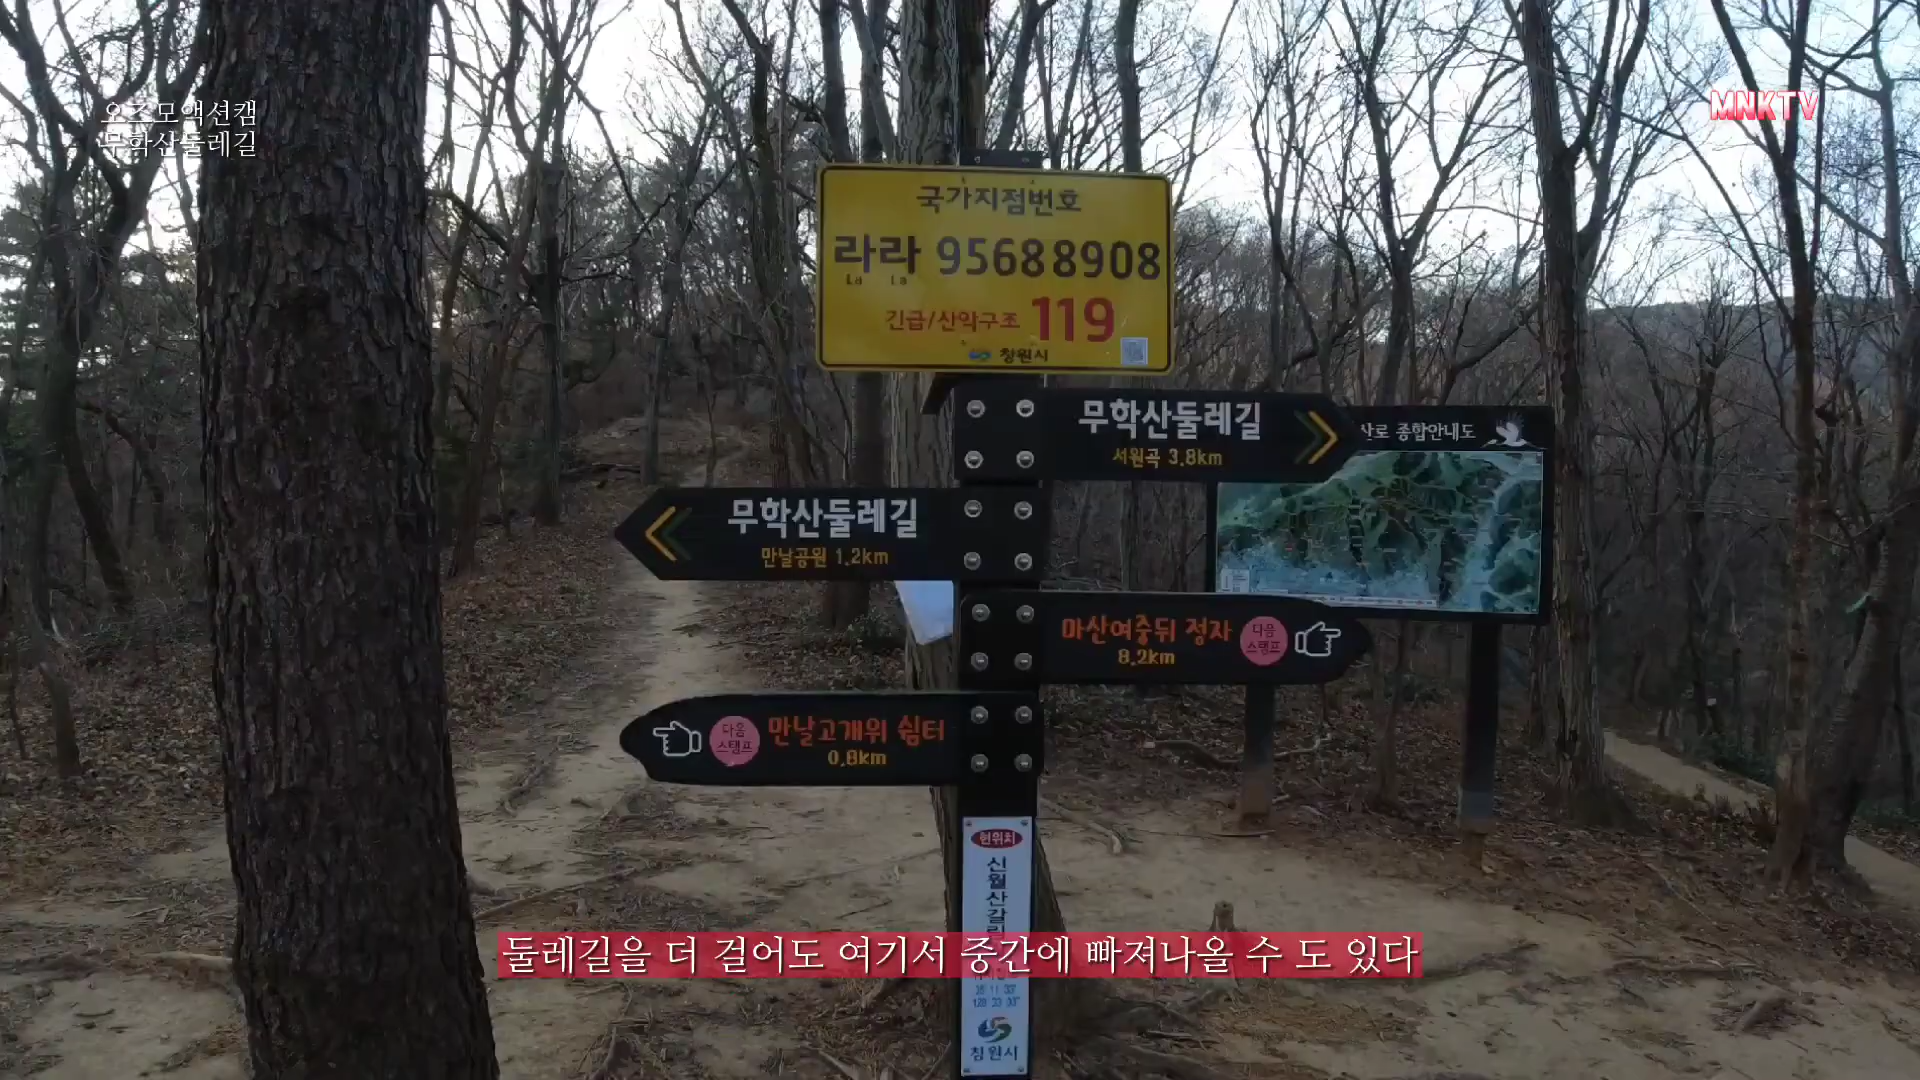 오즈모액션캠
무학산둘레길
MNKTV
국가지점번호
라라 9568 8908
La La
긴급/산악구조 119
창원시
무학산둘레길
서원곡 3.8km
산로 종합안내도
무학산둘레길
만날공원 1.2km
마산여중뒤 정자
8.2km
다음
스탬프
다음
스탬프
만날고개위 쉼터
0.8km
현위치
신월산갈림
둘레길을 더 걸어도 여기서 중간에 빠져나올 수 도 있다
창원시